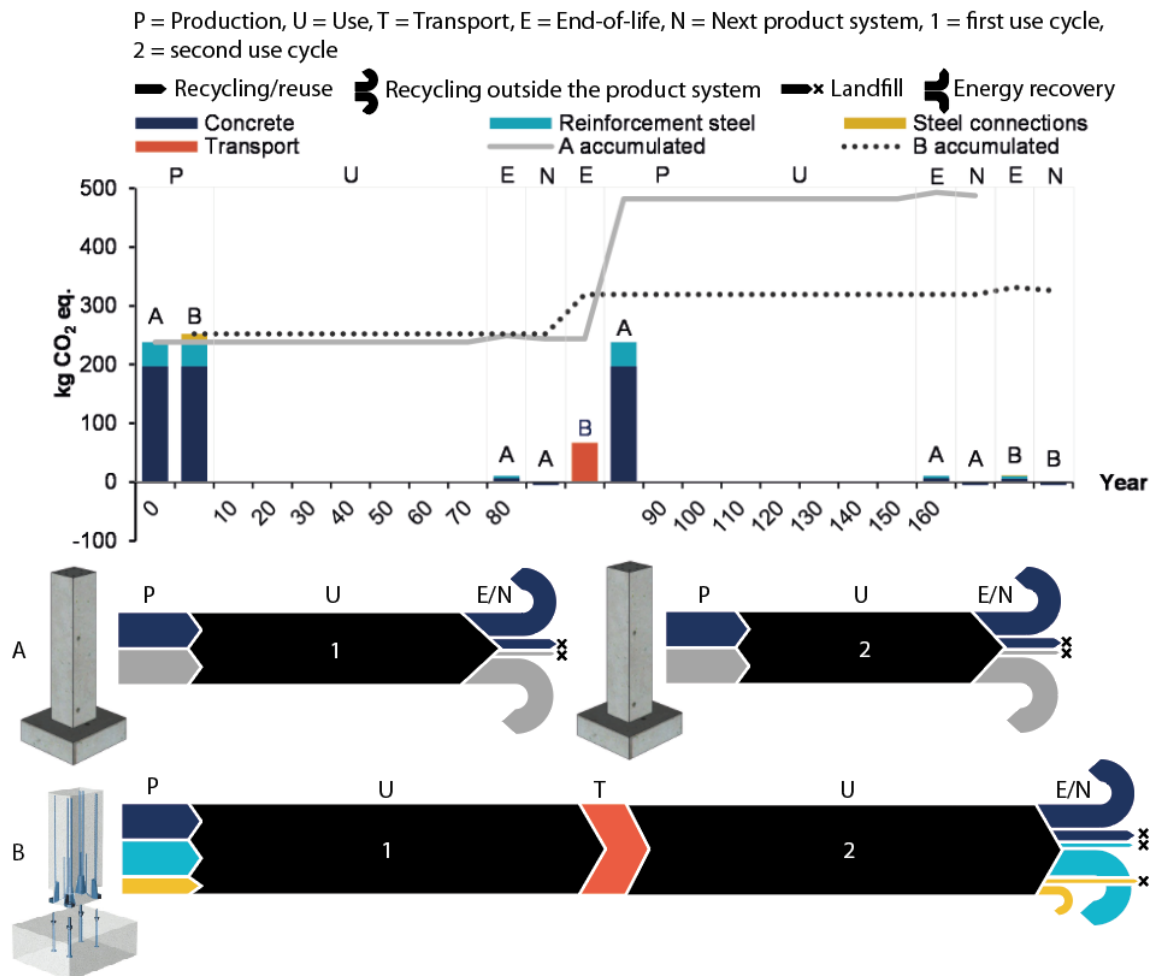 P = Production, U = Use, T = Transport, E = End-of-life, N = Next product system, 1 = first use cycle,
2 = second use cycle
Recycling/reuse Recycling outside the product system Landfill Energy recovery
Concrete Reinforcement steel Steel connections
Transport A accumulated B accumulated
P U E N E P U E N E N
500
400
300
200
100
0
-100
kg CO₂ eq.
A B A A B A A A B B
0 10 20 30 40 50 60 70 80 90 100 110 120 130 140 150 160
Year
P U E/N P U E/N
A 1 2
P U T U E/N
B 1 2